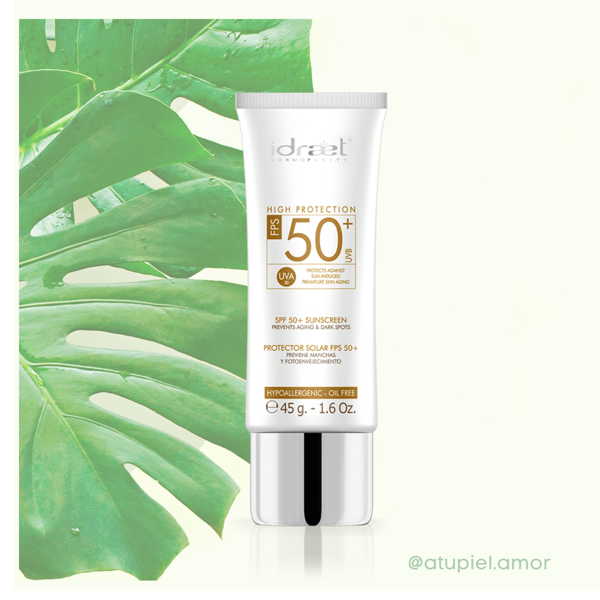 idraet
DERMOPURITY
HIGH PROTECTION
FPS 50+ UVB
UVA 20
PROTECTS AGAINST
SUN-INDUCED
PREMATURE SKIN AGING
SPF 50+ SUNSCREEN
PREVENTS AGING & DARK SPOTS
PROTECTOR SOLAR FPS 50+
PREVIENE MANCHAS
Y FOTOENVEJECIMIENTO
HYPOALLERGENIC - OIL FREE
℮ 45 g. - 1.6 Oz.
@atupiel.amor